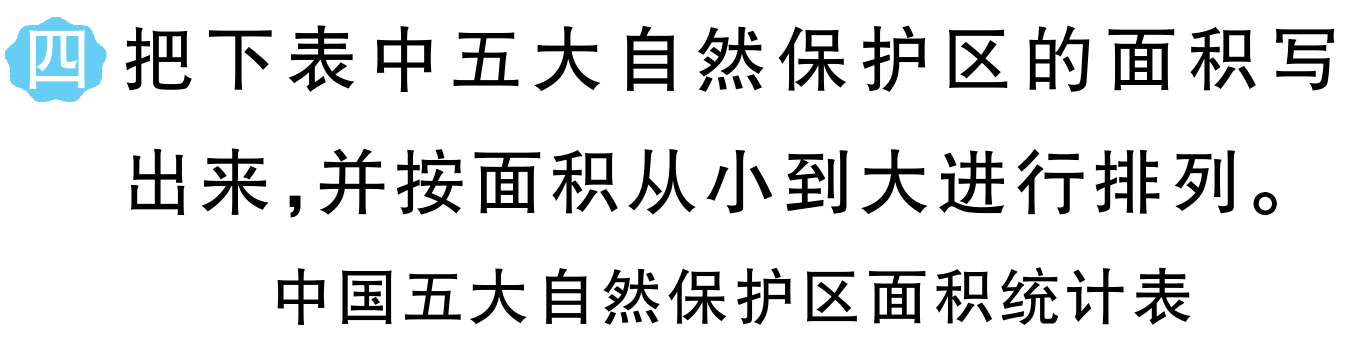 四 把下表中五大自然保护区的面积写
出来,并按面积从小到大进行排列。
中国五大自然保护区面积统计表